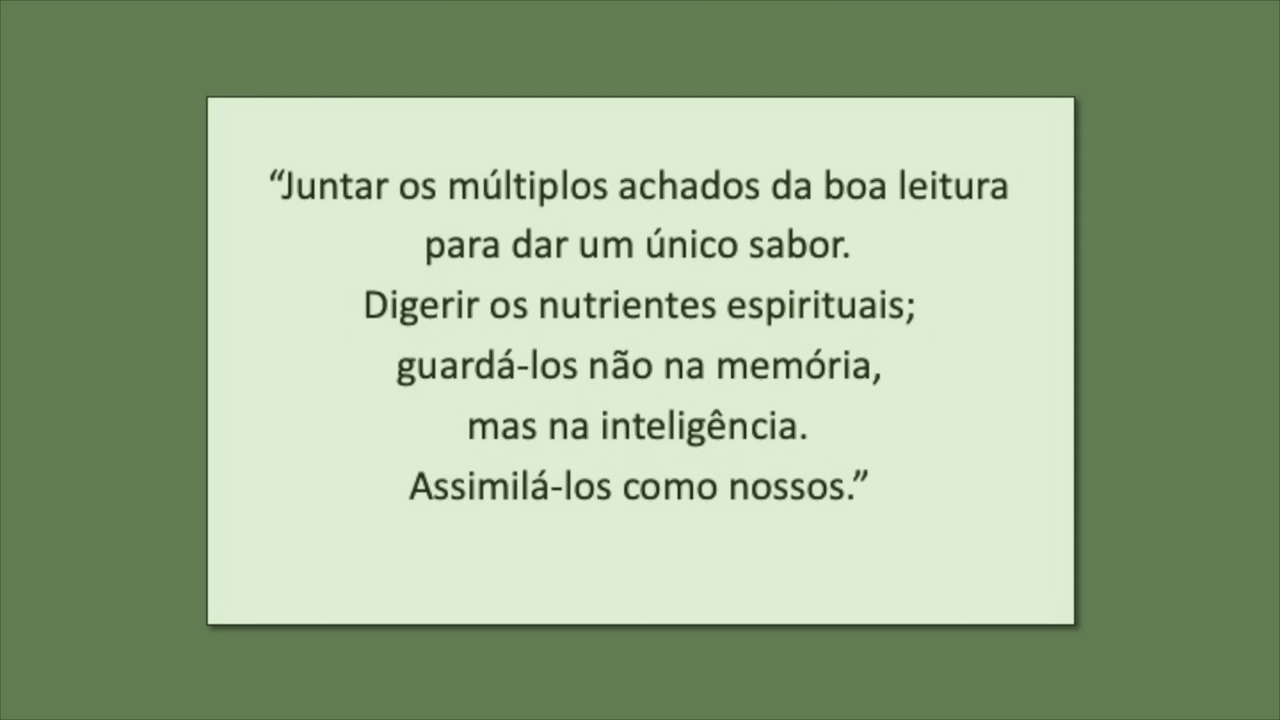 “Juntar os múltiplos achados da boa leitura
para dar um único sabor.
Digerir os nutrientes espirituais;
guardá-los não na memória,
mas na inteligência.
Assimilá-los como nossos.”